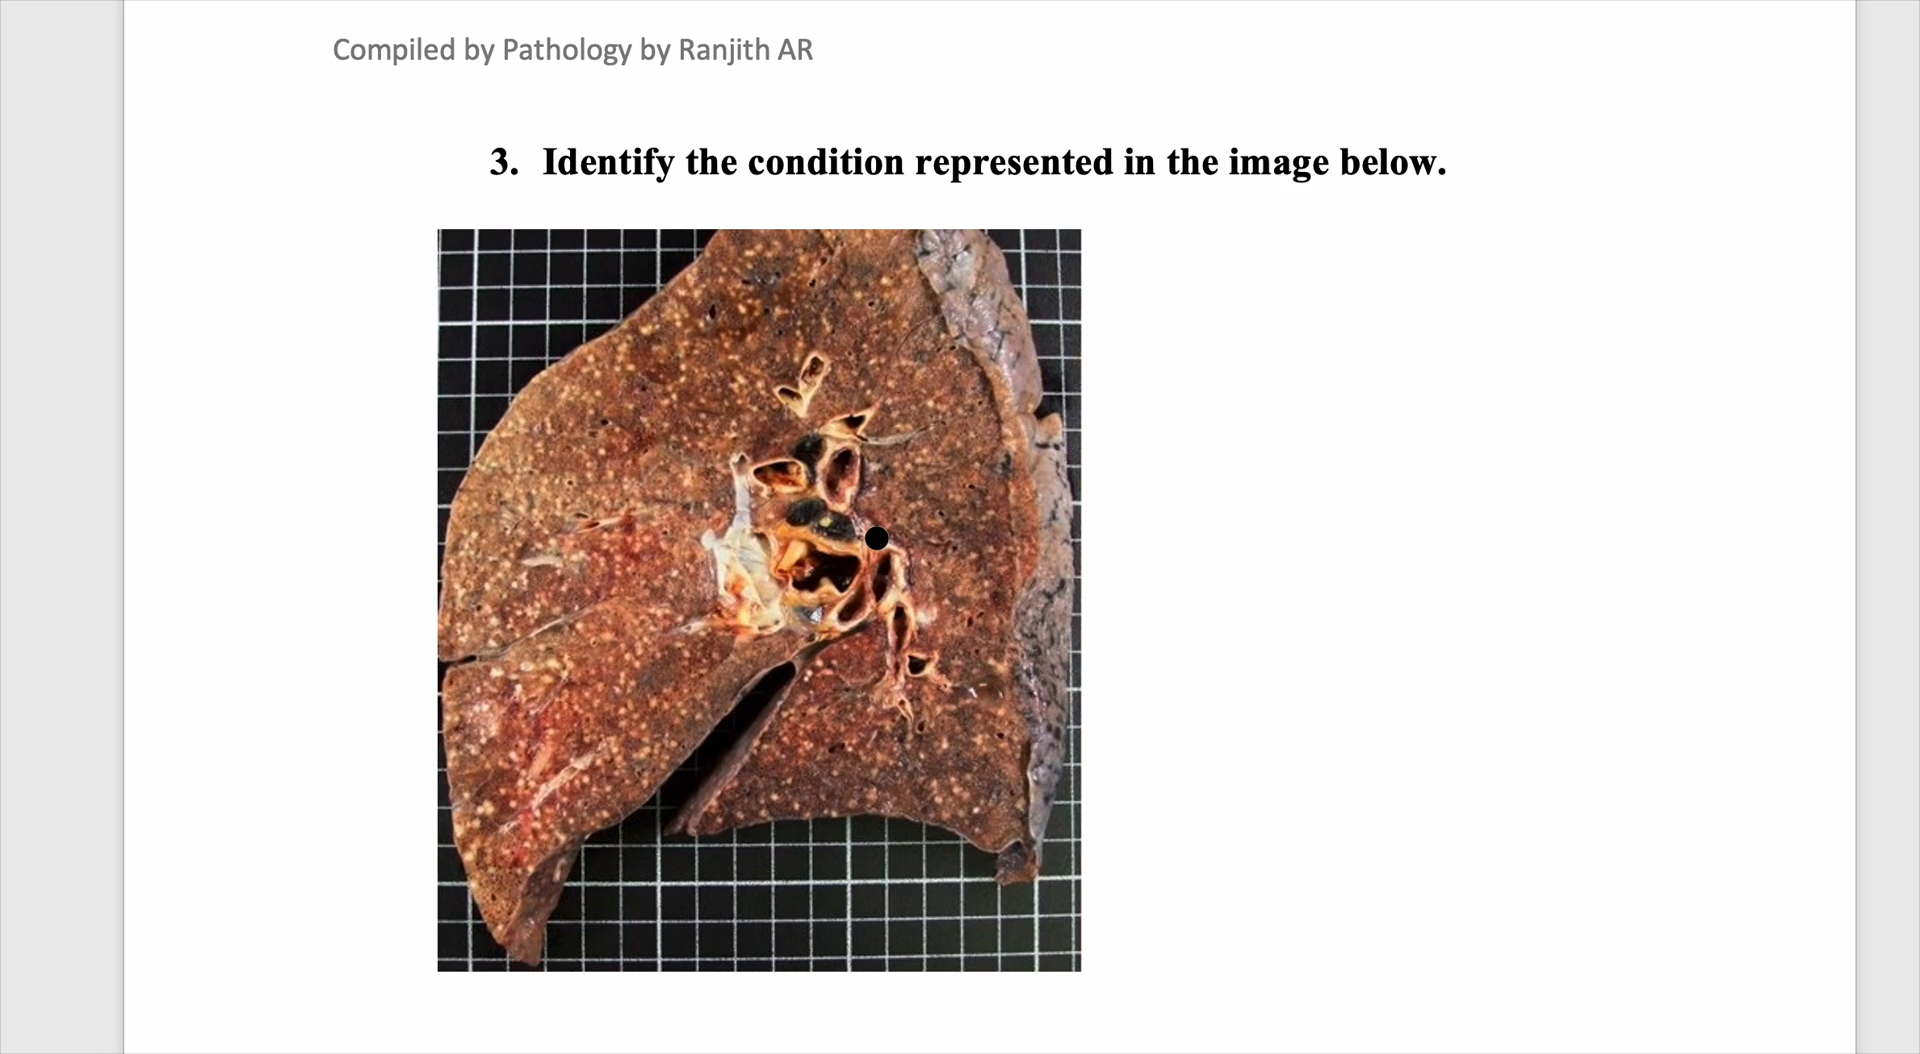 Compiled by Pathology by Ranjith AR
3. Identify the condition represented in the image below.